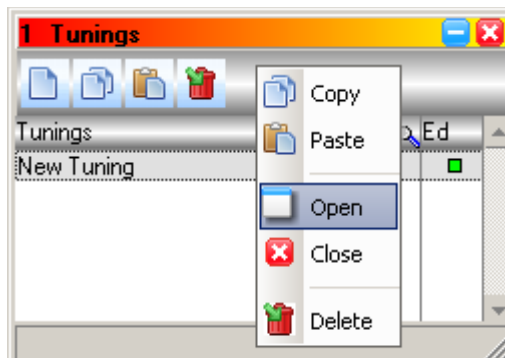 1 Tunings
Copy
Paste
Open
Close
Delete
Tunings
Ed
New Tuning